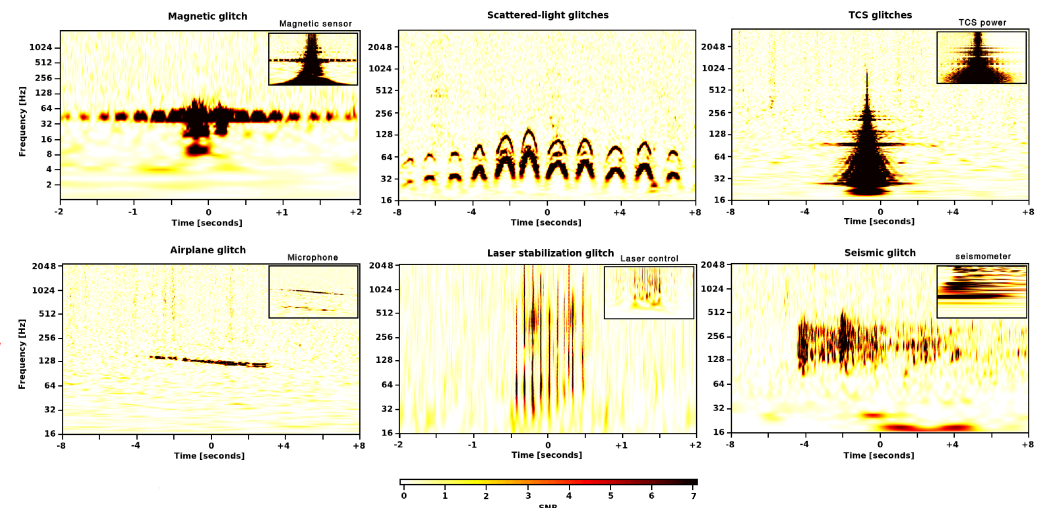 Magnetic glitch
Magnetic sensor
Frequency [Hz]
1024
512
256
128
64
32
16
8
4
2
-2 -1 0 +1 +2
Time [seconds]
Scattered-light glitches
2048
1024
512
256
128
64
32
16
-8 -4 0 +4 +8
Time [seconds]
TCS glitches
TCS power
2048
1024
512
256
128
64
32
16
-8 -4 0 +4 +8
Time [seconds]
Airplane glitch
Microphone
Frequency [Hz]
2048
1024
512
256
128
64
32
16
-8 -4 0 +4 +8
Time [seconds]
Laser stabilization glitch
Laser control
2048
1024
512
256
128
64
32
16
-2 -1 0 +1 +2
Time [seconds]
Seismic glitch
seismometer
2048
1024
512
256
128
64
32
16
-8 -4 0 +4 +8
Time [seconds]
0 1 2 3 4 5 6 7
SNR